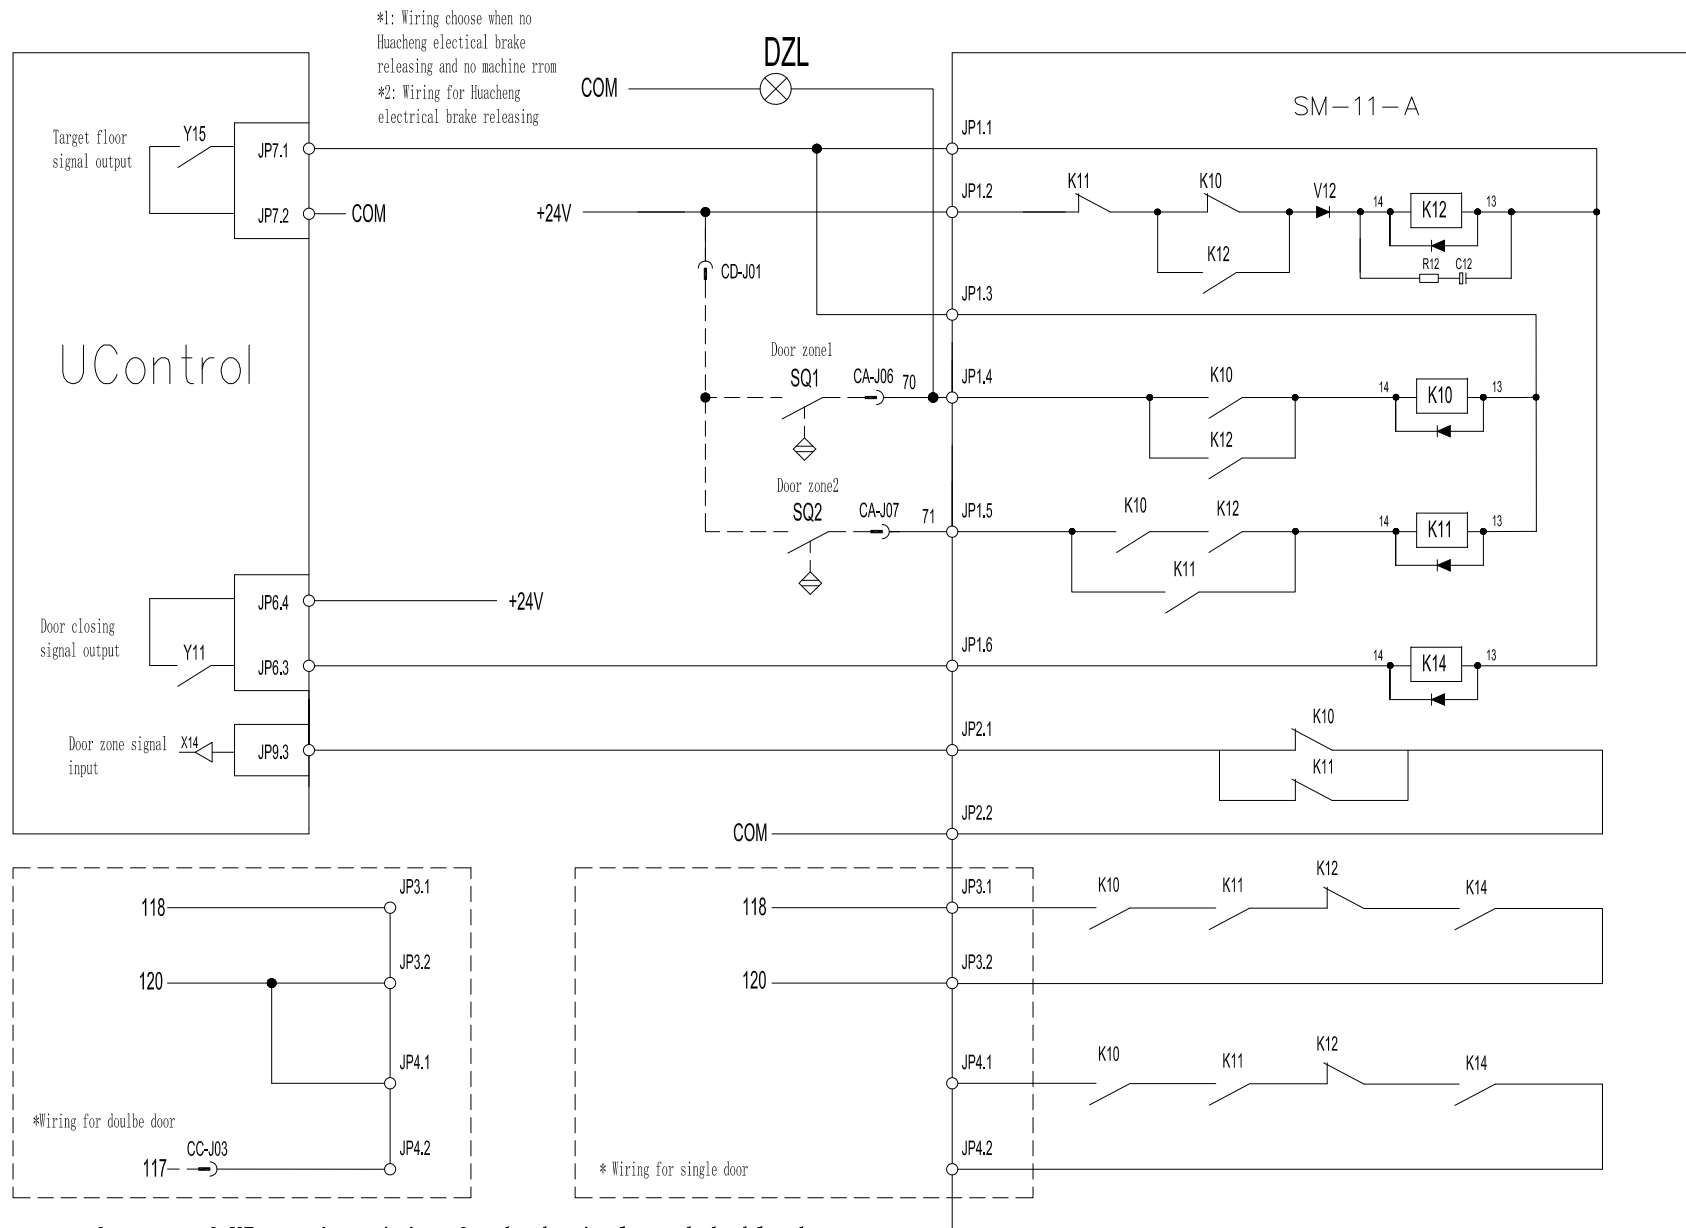 *1: Wiring choose when no
Huacheng electical brake
releasing and no machine rrom
*2: Wiring for Huacheng
electrical brake releasing
DZL
COM
SM-11-A
Target floor
signal output
Y15
JP7.1
JP7.2
COM
UControl
+24V
CD-J01
Door zone1
SQ1
CA-J06
70
Door zone2
SQ2
CA-J07
71
JP1.1
JP1.2
K11
K10
V12
14
K12
13
K12
R12
C12
JP1.3
JP1.4
K10
14
K10
13
K12
JP1.5
K10
K12
14
K11
13
K11
Door closing
signal output
Y11
JP6.4
+24V
JP6.3
JP1.6
14
K14
13
Door zone signal
input
X14
JP9.3
JP2.1
K10
K11
JP2.2
COM
JP3.1
118
JP3.2
120
JP4.1
*Wiring for doulbe door
CC-J03
117
JP4.2
JP3.1
118
K10
K11
K12
K14
JP3.2
120
JP4.1
K10
K11
K12
K14
JP4.2
* Wiring for single door